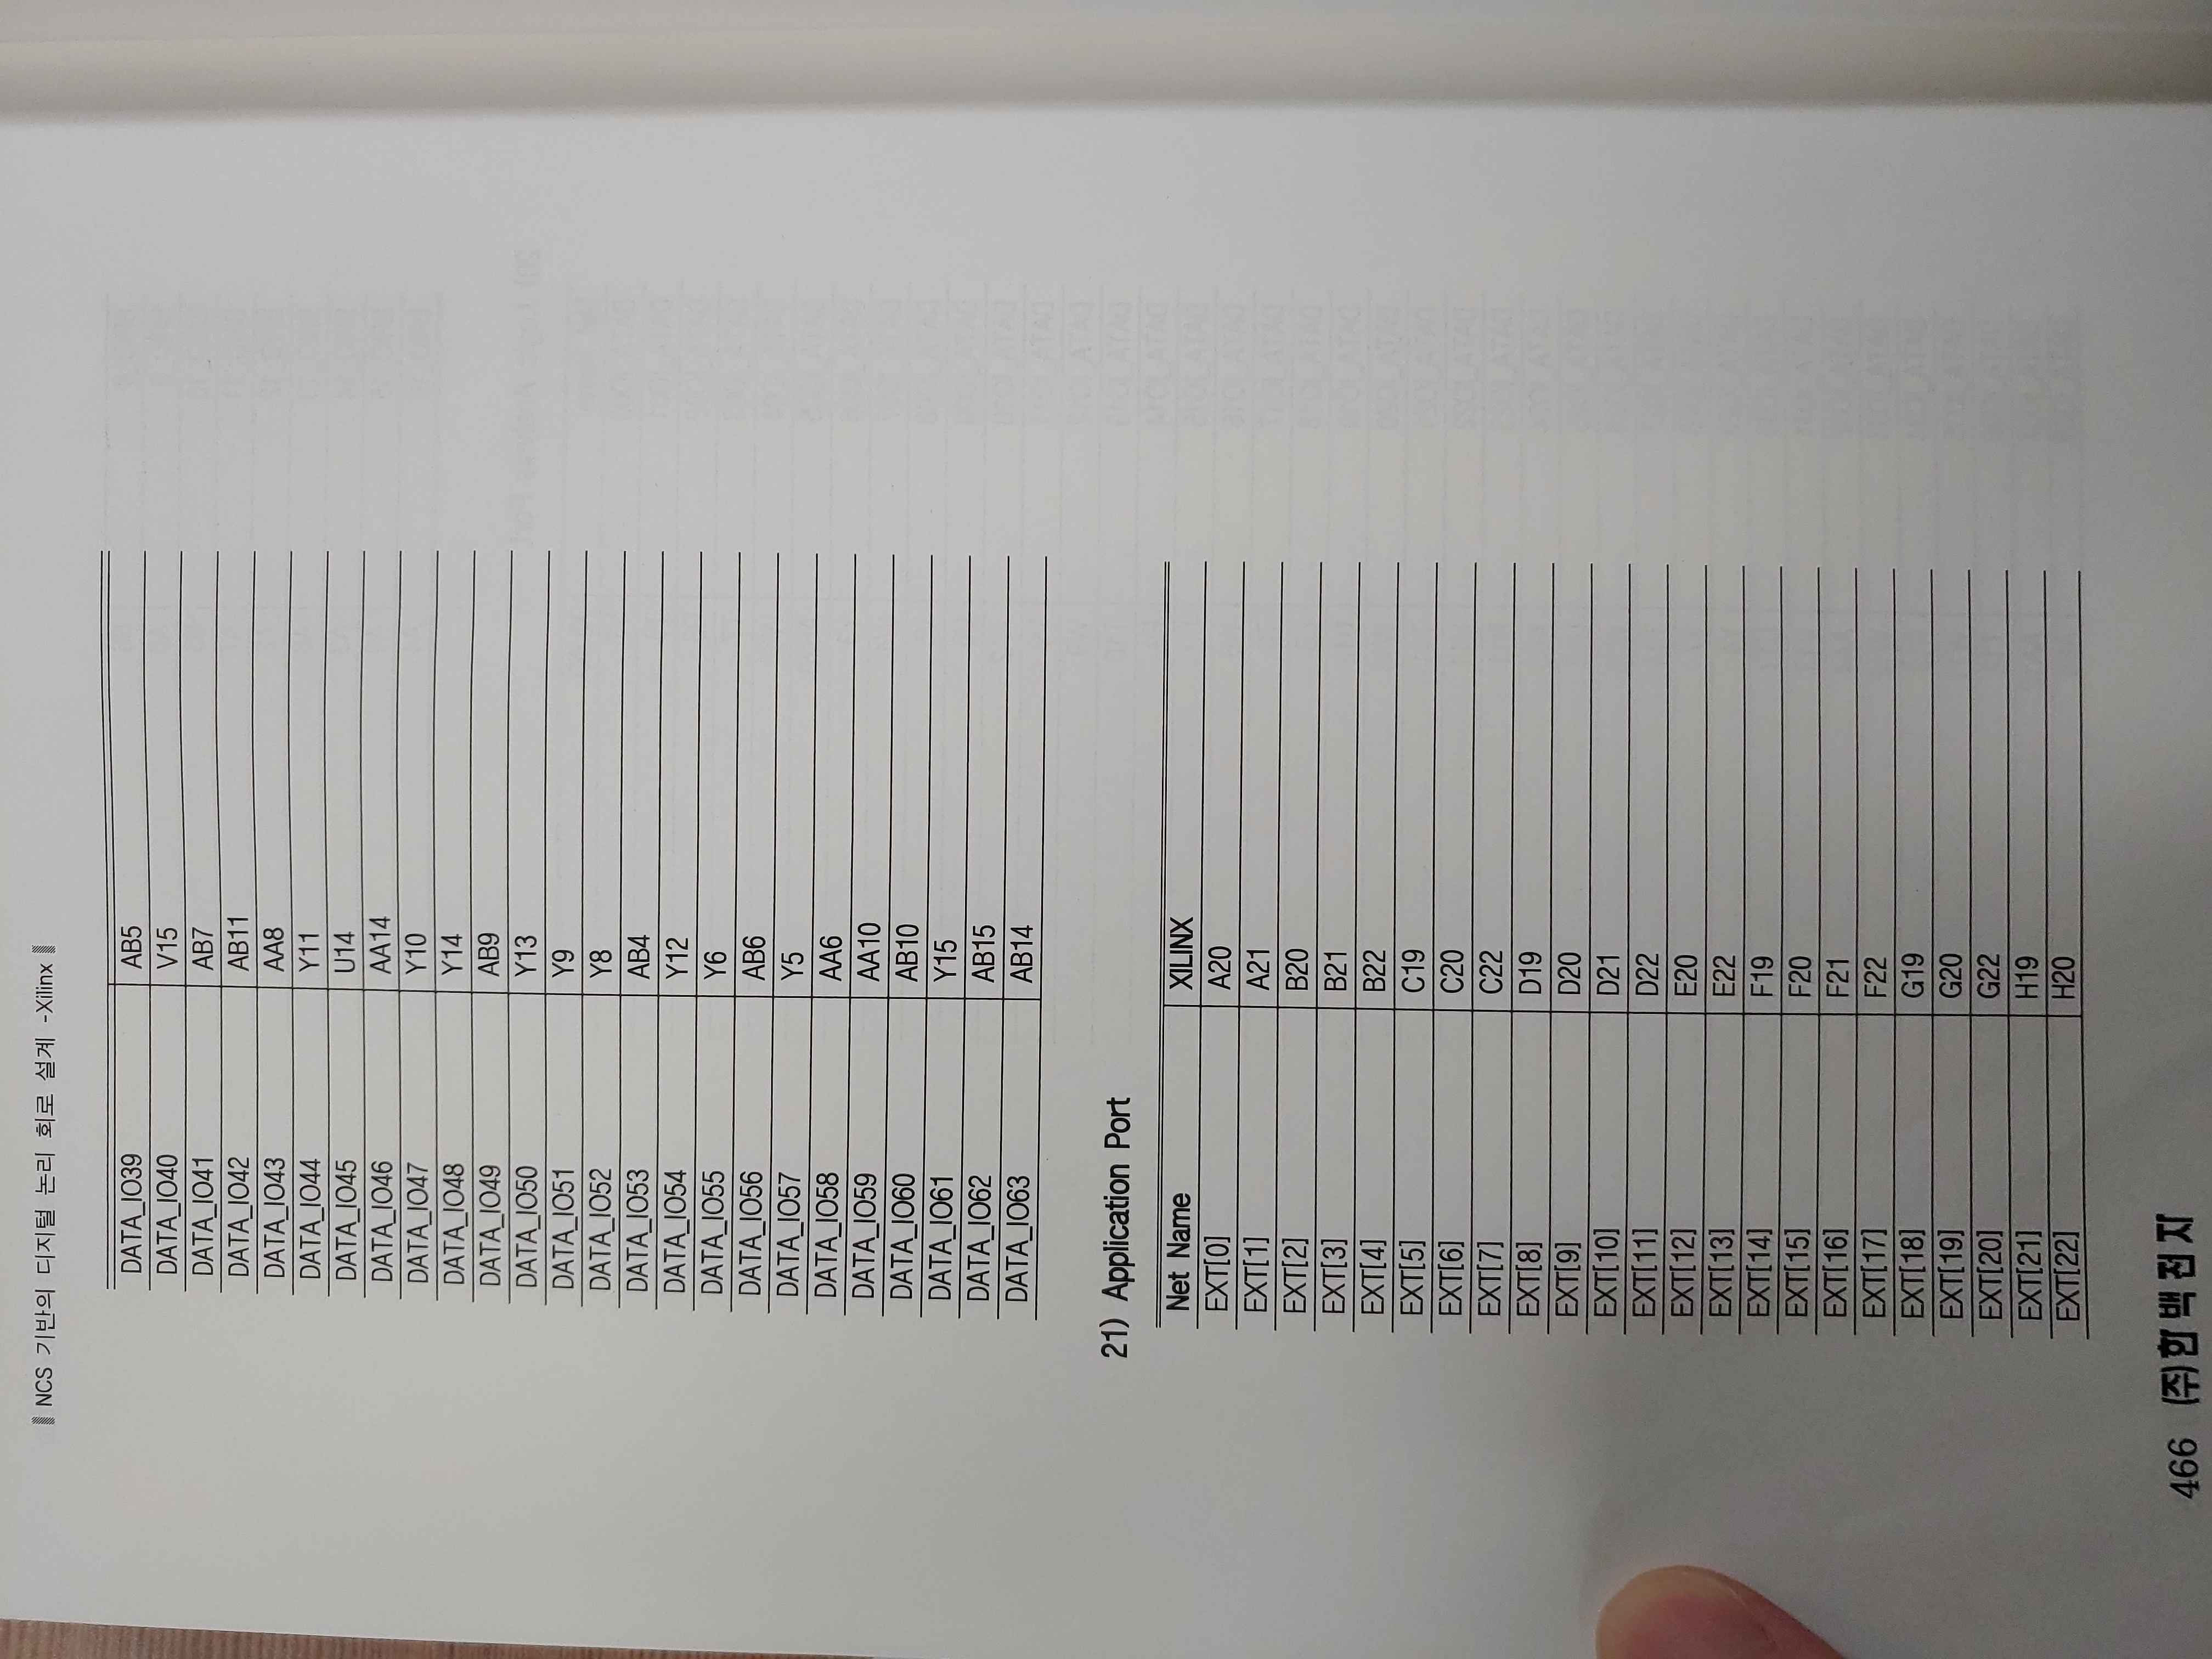 NCS 기반의 디지털 논리 회로 설계 -Xilinx
DATA_IO39 AB5
DATA_IO40 V15
DATA_IO41 AB7
DATA_IO42 AB11
DATA_IO43 AA8
DATA_IO44 Y11
DATA_IO45 U14
DATA_IO46 AA14
DATA_IO47 Y10
DATA_IO48 Y14
DATA_IO49 AB9
DATA_IO50 Y13
DATA_IO51 Y9
DATA_IO52 Y8
DATA_IO53 AB4
DATA_IO54 Y12
DATA_IO55 Y6
DATA_IO56 AB6
DATA_IO57 Y5
DATA_IO58 AA6
DATA_IO59 AA10
DATA_IO60 AB10
DATA_IO61 Y15
DATA_IO62 AB15
DATA_IO63 AB14
21) Application Port
Net Name XILINX
EXT[0] A20
EXT[1] A21
EXT[2] B20
EXT[3] B21
EXT[4] B22
EXT[5] C19
EXT[6] C20
EXT[7] C22
EXT[8] D19
EXT[9] D20
EXT[10] D21
EXT[11] D22
EXT[12] E20
EXT[13] E22
EXT[14] F19
EXT[15] F20
EXT[16] F21
EXT[17] F22
EXT[18] G19
EXT[19] G20
EXT[20] G22
EXT[21] H19
EXT[22] H20
466 (주)한백전자